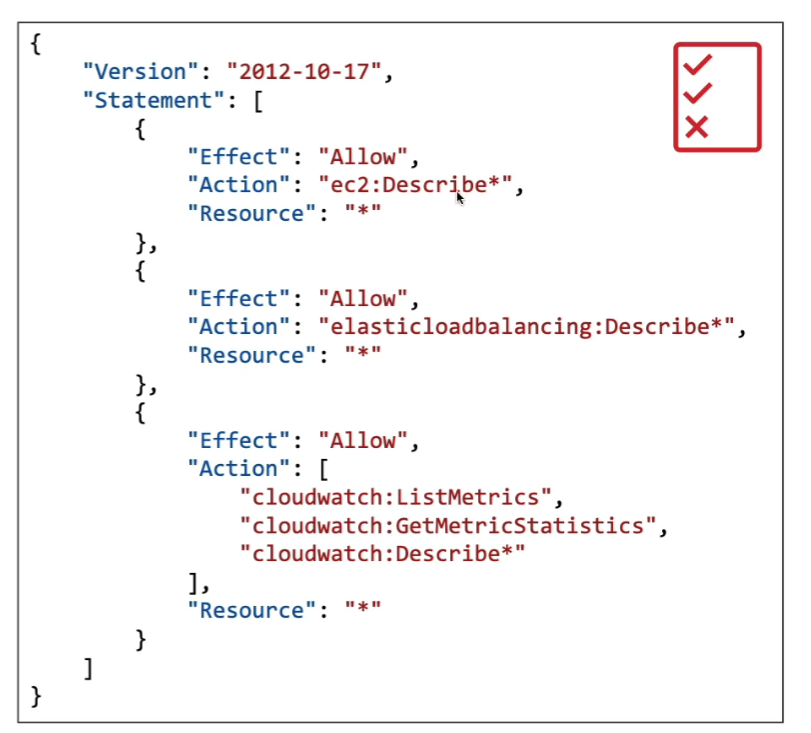 {
    "Version": "2012-10-17",
    "Statement": [
        {
            "Effect": "Allow",
            "Action": "ec2:Describe*",
            "Resource": "*"
        },
        {
            "Effect": "Allow",
            "Action": "elasticloadbalancing:Describe*",
            "Resource": "*"
        },
        {
            "Effect": "Allow",
            "Action": [
                "cloudwatch:ListMetrics",
                "cloudwatch:GetMetricStatistics",
                "cloudwatch:Describe*"
            ],
            "Resource": "*"
        }
    ]
}